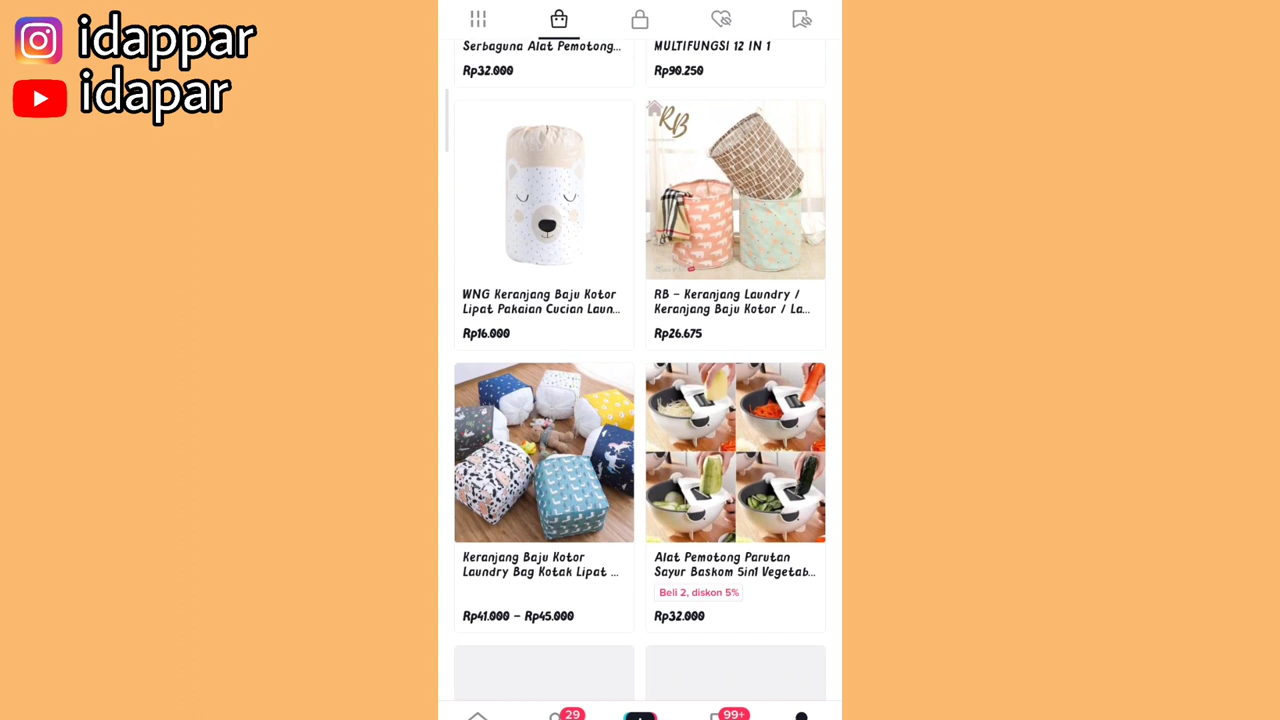 idappar
idapar
Serbaguna Alat Pemotong...
Rp32.000
MULTIFUNGSI 12 IN 1
Rp90.250
RB
WNG Keranjang Baju Kotor
Lipat Pakaian Cucian Laun...
Rp16.000
RB - Keranjang Laundry /
Keranjang Baju Kotor / La...
Rp26.675
Keranjang Baju Kotor
Laundry Bag Kotak Lipat ...
Rp41.000 - Rp45.000
Alat Pemotong Parutan
Sayur Baskom 5in1 Vegetab...
Beli 2, diskon 5%
Rp32.000
29
99+